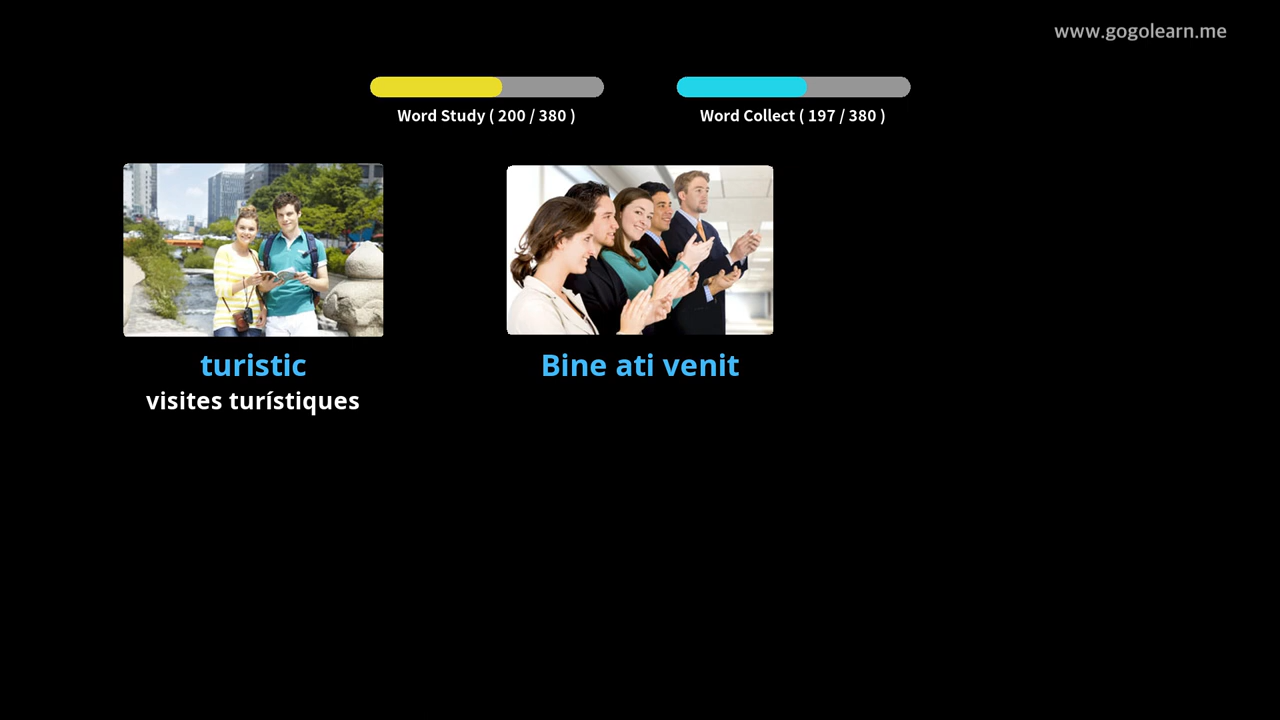 www.gogolearn.me
Word Study ( 200 / 380 )
Word Collect ( 197 / 380 )
turistic
visites turístiques
Bine ati venit